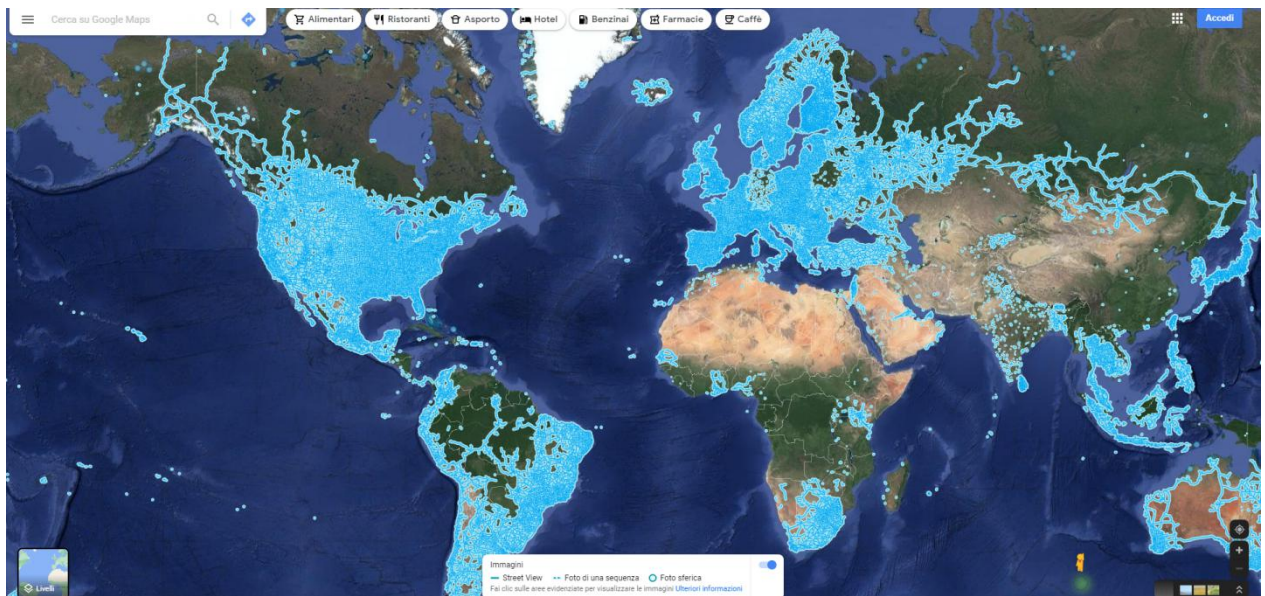 Cerca su Google Maps
Alimentari
Ristoranti
Asporto
Hotel
Benzinai
Farmacie
Caffè
Accedi
Livelli
Immagini
Street View
Foto di una sequenza
Foto sferica
Fai clic sulle aree evidenziate per visualizzare le immagini Ulteriori informazioni